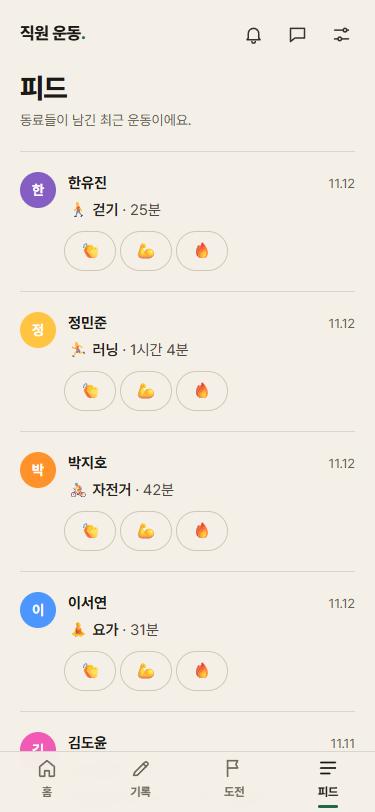 직원 운동.
피드
동료들이 남긴 최근 운동이에요.
한 한유진 11.12
걷기 · 25분
정 정민준 11.12
러닝 · 1시간 4분
박 박지호 11.12
자전거 · 42분
이 이서연 11.12
요가 · 31분
김 김도윤 11.11
홈 기록 도전 피드